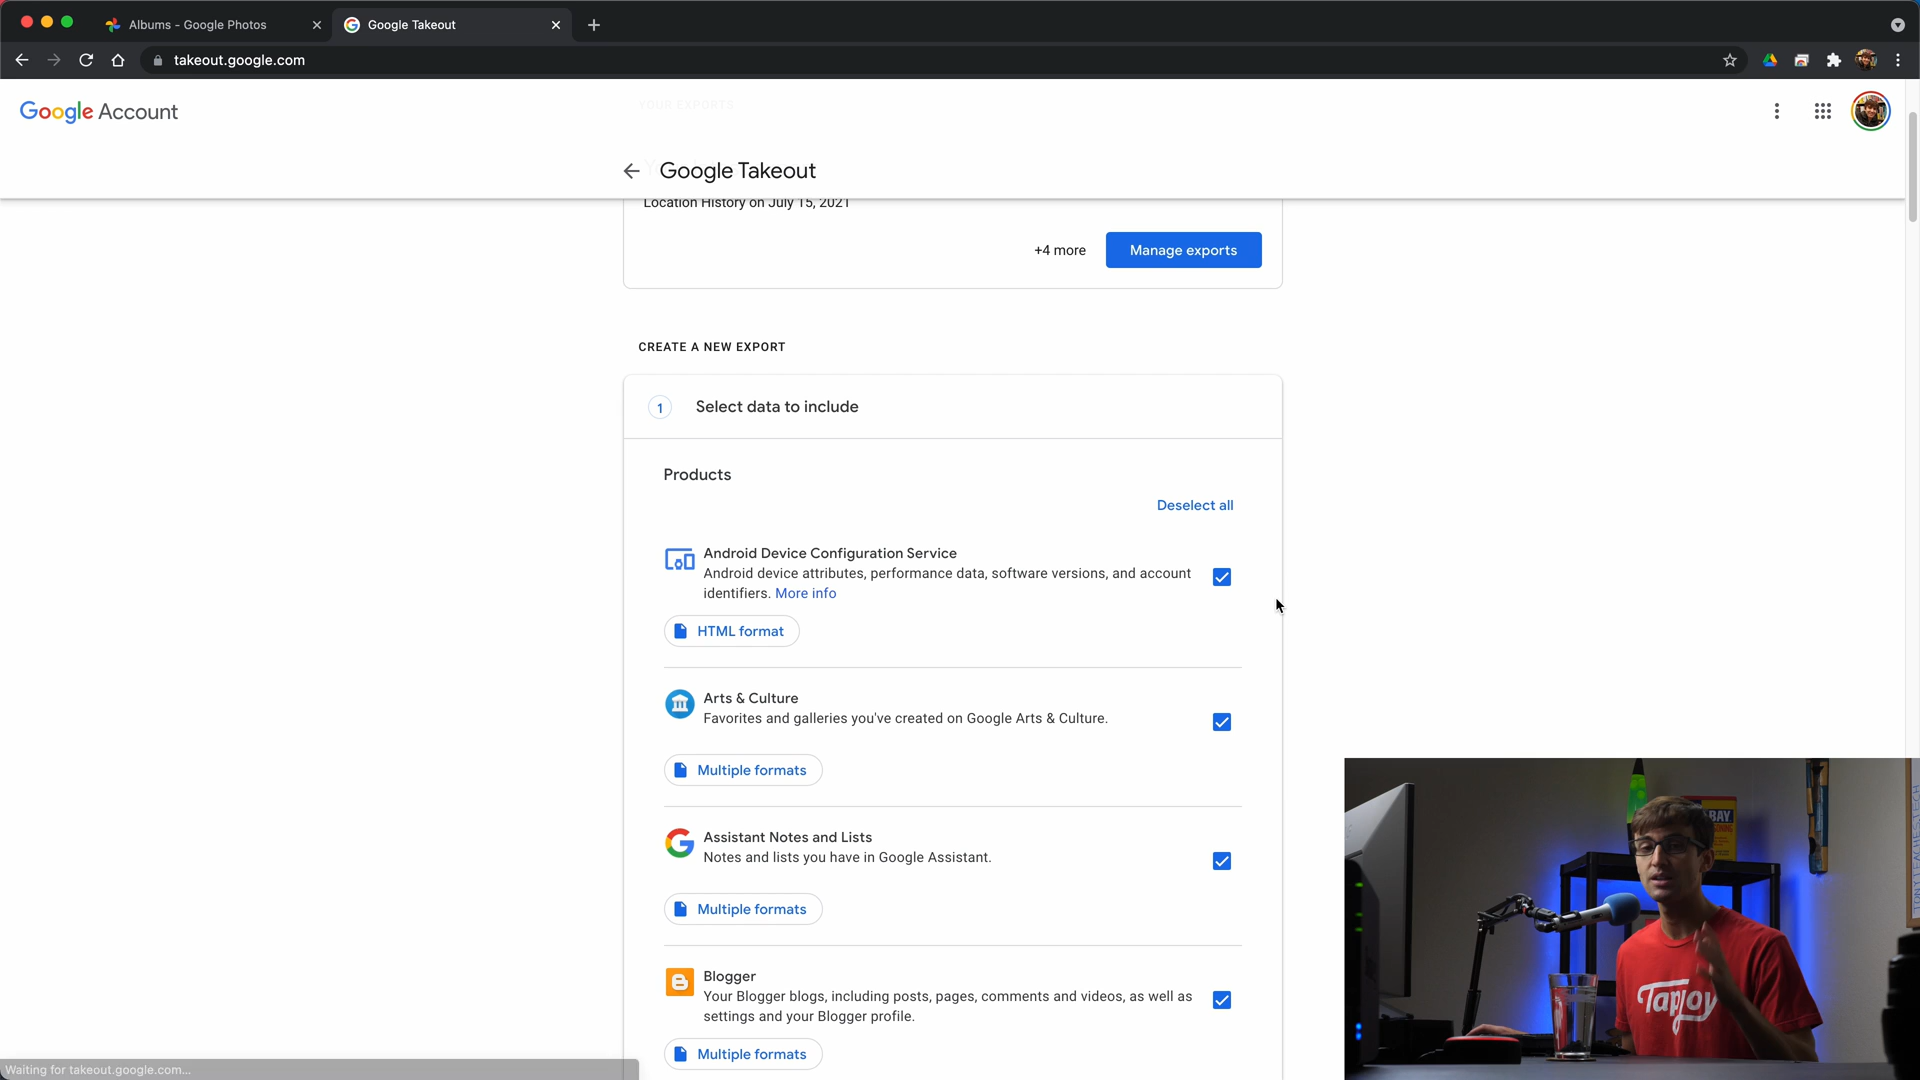 Albums - Google Photos
Google Takeout
takeout.google.com
Google Account
YOUR EXPORTS
Google Takeout
Location History on July 15, 2021
+4 more
Manage exports
CREATE A NEW EXPORT
1
Select data to include
Products
Deselect all
Android Device Configuration Service
Android device attributes, performance data, software versions, and account
identifiers. More info
HTML format
Arts & Culture
Favorites and galleries you've created on Google Arts & Culture.
Multiple formats
Assistant Notes and Lists
Notes and lists you have in Google Assistant.
Multiple formats
Blogger
Your Blogger blogs, including posts, pages, comments and videos, as well as
settings and your Blogger profile.
Multiple formats
Waiting for takeout.google.com...
BAY
Tapjoy